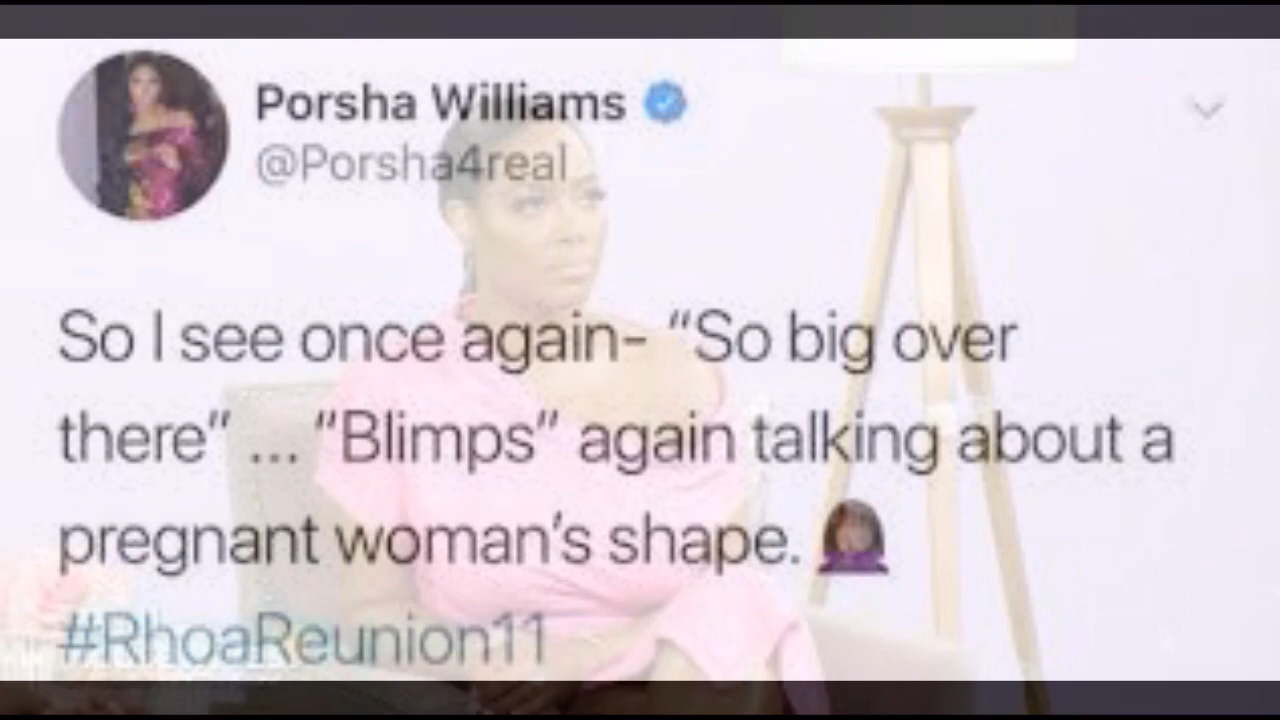 Porsha Williams
@Porsha4real
So I see once again- “So big over
there” ... “Blimps” again talking about a
pregnant woman’s shape. 🤦🏾‍♀️
#RhoaReunion11